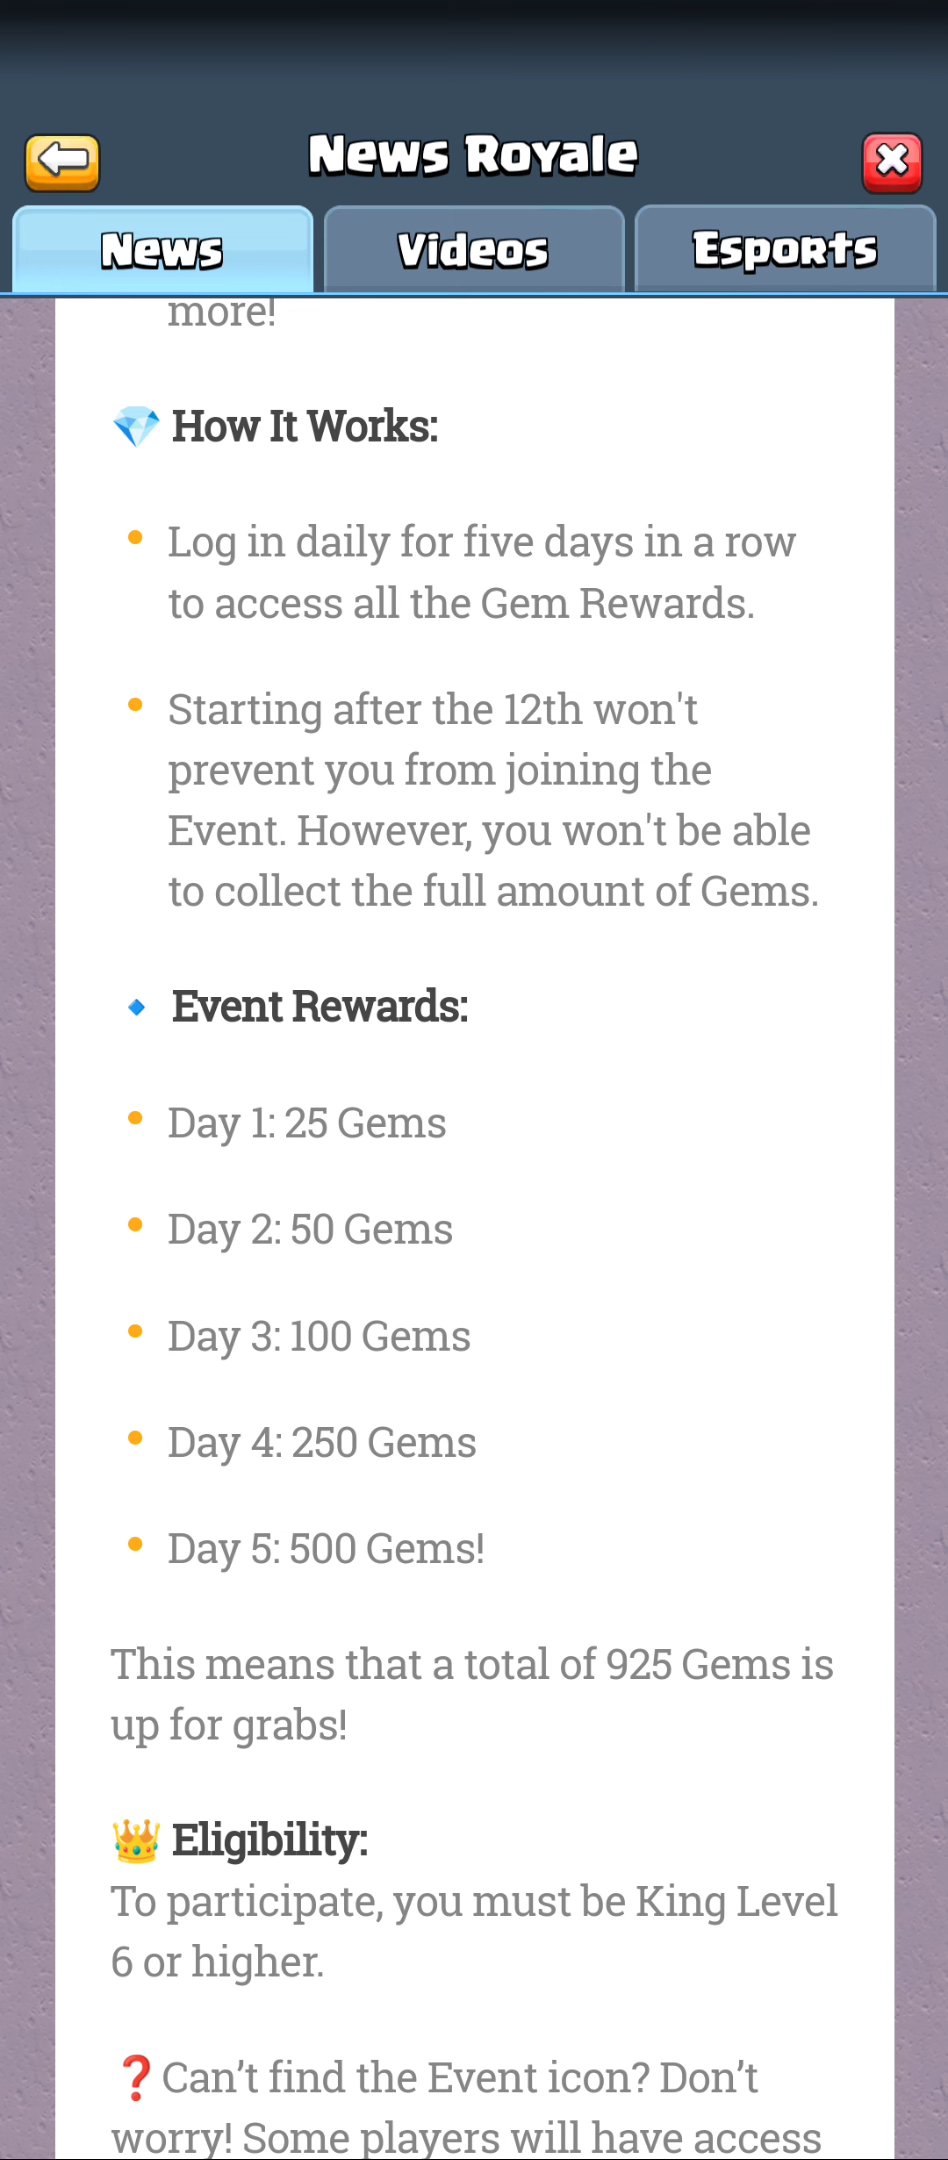 News Royale
News
Videos
Esports
more!
How It Works:
Log in daily for five days in a row
to access all the Gem Rewards.
Starting after the 12th won't
prevent you from joining the
Event. However, you won't be able
to collect the full amount of Gems.
Event Rewards:
Day 1: 25 Gems
Day 2: 50 Gems
Day 3: 100 Gems
Day 4: 250 Gems
Day 5: 500 Gems!
This means that a total of 925 Gems is
up for grabs!
Eligibility:
To participate, you must be King Level
6 or higher.
❓Can’t find the Event icon? Don’t
worry! Some players will have access